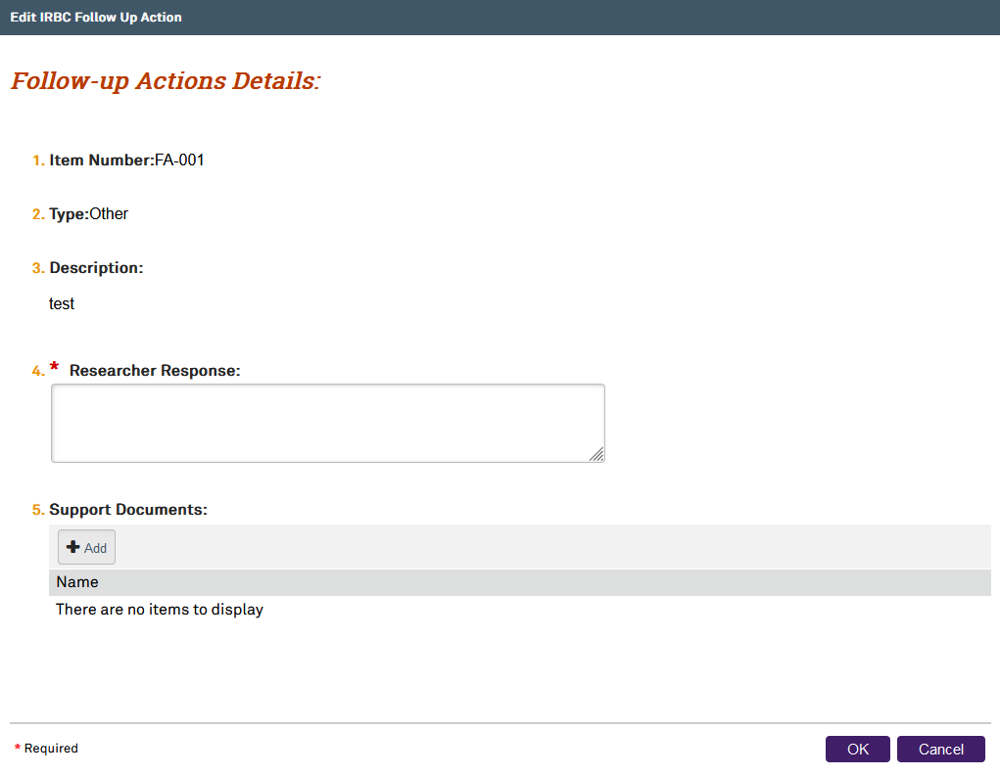 Edit IRBC Follow Up Action
Follow-up Actions Details:
1. Item Number:FA-001
2. Type:Other
3. Description:
test
4. * Researcher Response:
5. Support Documents:
+ Add
Name
There are no items to display
* Required
OK Cancel